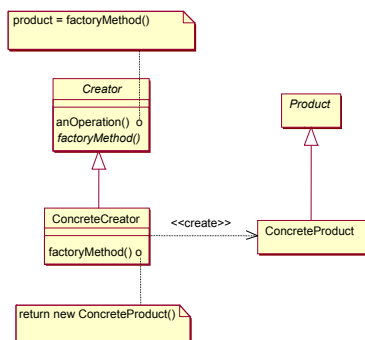 product = factoryMethod()
Creator
anOperation() o
factoryMethod()
Product
ConcreteCreator
factoryMethod() o
<<create>>
ConcreteProduct
return new ConcreteProduct()